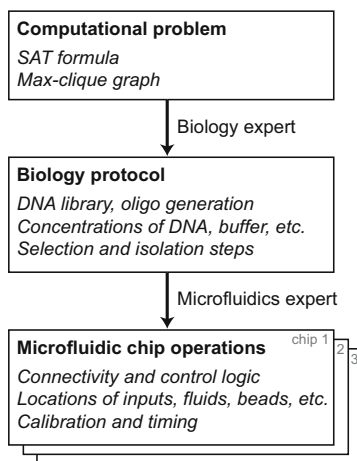 Computational problem
SAT formula
Max-clique graph
Biology expert
Biology protocol
DNA library, oligo generation
Concentrations of DNA, buffer, etc.
Selection and isolation steps
Microfluidics expert
Microfluidic chip operations
chip 1
2
3
Connectivity and control logic
Locations of inputs, fluids, beads, etc.
Calibration and timing